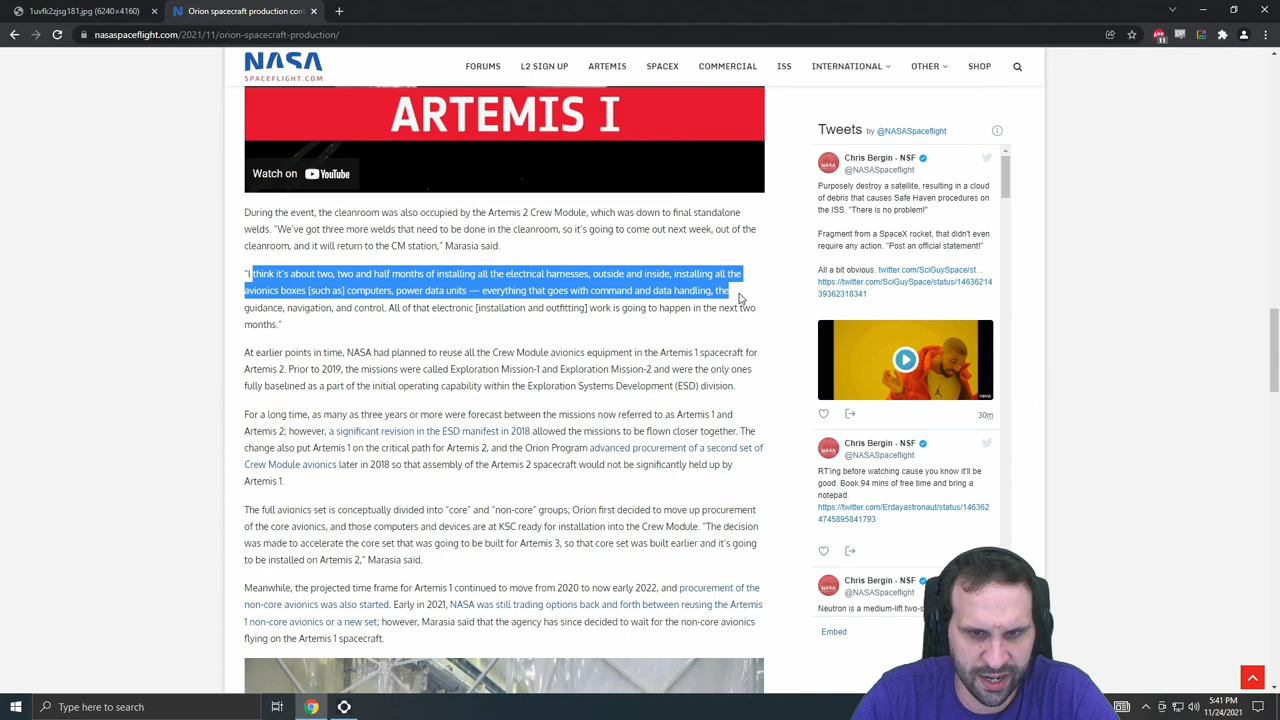 1uvfk2zjsg181.jpg (6240×4160)
Orion spacecraft production:
nasaspaceflight.com/2021/11/orion-spacecraft-production/
11
NASA
SPACEFLIGHT.COM
FORUMS
L2 SIGN UP
ARTEMIS
SPACEX
COMMERCIAL
ISS
INTERNATIONAL
OTHER
SHOP
ARTEMIS I
Watch on YouTube
During the event, the cleanroom was also occupied by the Artemis 2 Crew Module, which was down to final standalone
welds. “We’ve got three more welds that need to be done in the cleanroom, so it’s going to come out next week, out of the
cleanroom, and it will return to the CM station,” Marasia said.
“I think it’s about two, two and half months of installing all the electrical harnesses, outside and inside, installing all the
avionics boxes [such as] computers, power data units — everything that goes with command and data handling, the
guidance, navigation, and control. All of that electronic [installation and outfitting] work is going to happen in the next two
months.”
At earlier points in time, NASA had planned to reuse all the Crew Module avionics equipment in the Artemis 1 spacecraft for
Artemis 2. Prior to 2019, the missions were called Exploration Mission-1 and Exploration Mission-2 and were the only ones
fully baselined as a part of the initial operating capability within the Exploration Systems Development (ESD) division.
For a long time, as many as three years or more were forecast between the missions now referred to as Artemis 1 and
Artemis 2; however, a significant revision in the ESD manifest in 2018 allowed the missions to be flown closer together. The
change also put Artemis 1 on the critical path for Artemis 2, and the Orion Program advanced procurement of a second set of
Crew Module avionics later in 2018 so that assembly of the Artemis 2 spacecraft would not be significantly held up by
Artemis 1.
The full avionics set is conceptually divided into “core” and “non-core” groups; Orion first decided to move up procurement
of the core avionics, and those computers and devices are at KSC ready for installation into the Crew Module. “The decision
was made to accelerate the core set that was going to be built for Artemis 3, so that core set was built earlier and it’s going
to be installed on Artemis 2,” Marasia said.
Meanwhile, the projected time frame for Artemis 1 continued to move from 2020 to now early 2022, and procurement of the
non-core avionics was also started. Early in 2021, NASA was still trading options back and forth between reusing the Artemis
1 non-core avionics or a new set; however, Marasia said that the agency has since decided to wait for the non-core avionics
flying on the Artemis 1 spacecraft.
Tweets by @NASASpaceflight
Chris Bergin - NSF
@NASASpaceflight
Purposely destroy a satellite, resulting in a cloud
of debris that causes Safe Haven procedures on
the ISS. "There is no problem!"
Fragment from a SpaceX rocket, that didn't even
require any action. "Post an official statement!"
All a bit obvious. twitter.com/SciGuySpace/st…
twitter.com/SciGuySpace/status/14636214
39362318341
vevo
30m
Chris Bergin - NSF
@NASASpaceflight
RT'ing before watching cause you know it'll be
good. Book 94 mins of free time and bring a
notepad.
https://twitter.com/Erdayastronaut/status/146362
4745895841793
Chris Bergin - NSF
@NASASpaceflight
Neutron is a medium-lift two-s
Embed
Type here to search
5:41 PM
11/24/2021